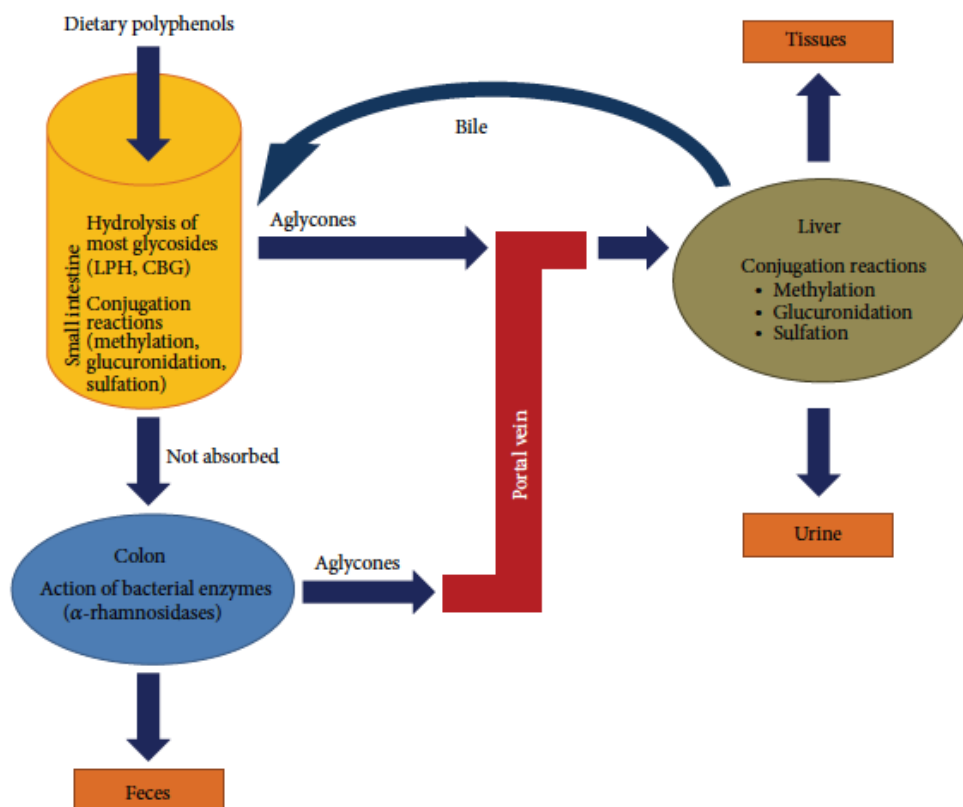 Dietary polyphenols
Tissues
Bile
Small intestine
Hydrolysis of
most glycosides
(LPH, CBG)
Conjugation
reactions
(methylation,
glucuronidation,
sulfation)
Aglycones
Liver
Conjugation reactions
• Methylation
• Glucuronidation
• Sulfation
Portal vein
Not absorbed
Colon
Action of bacterial enzymes
(α-rhamnosidases)
Aglycones
Urine
Feces